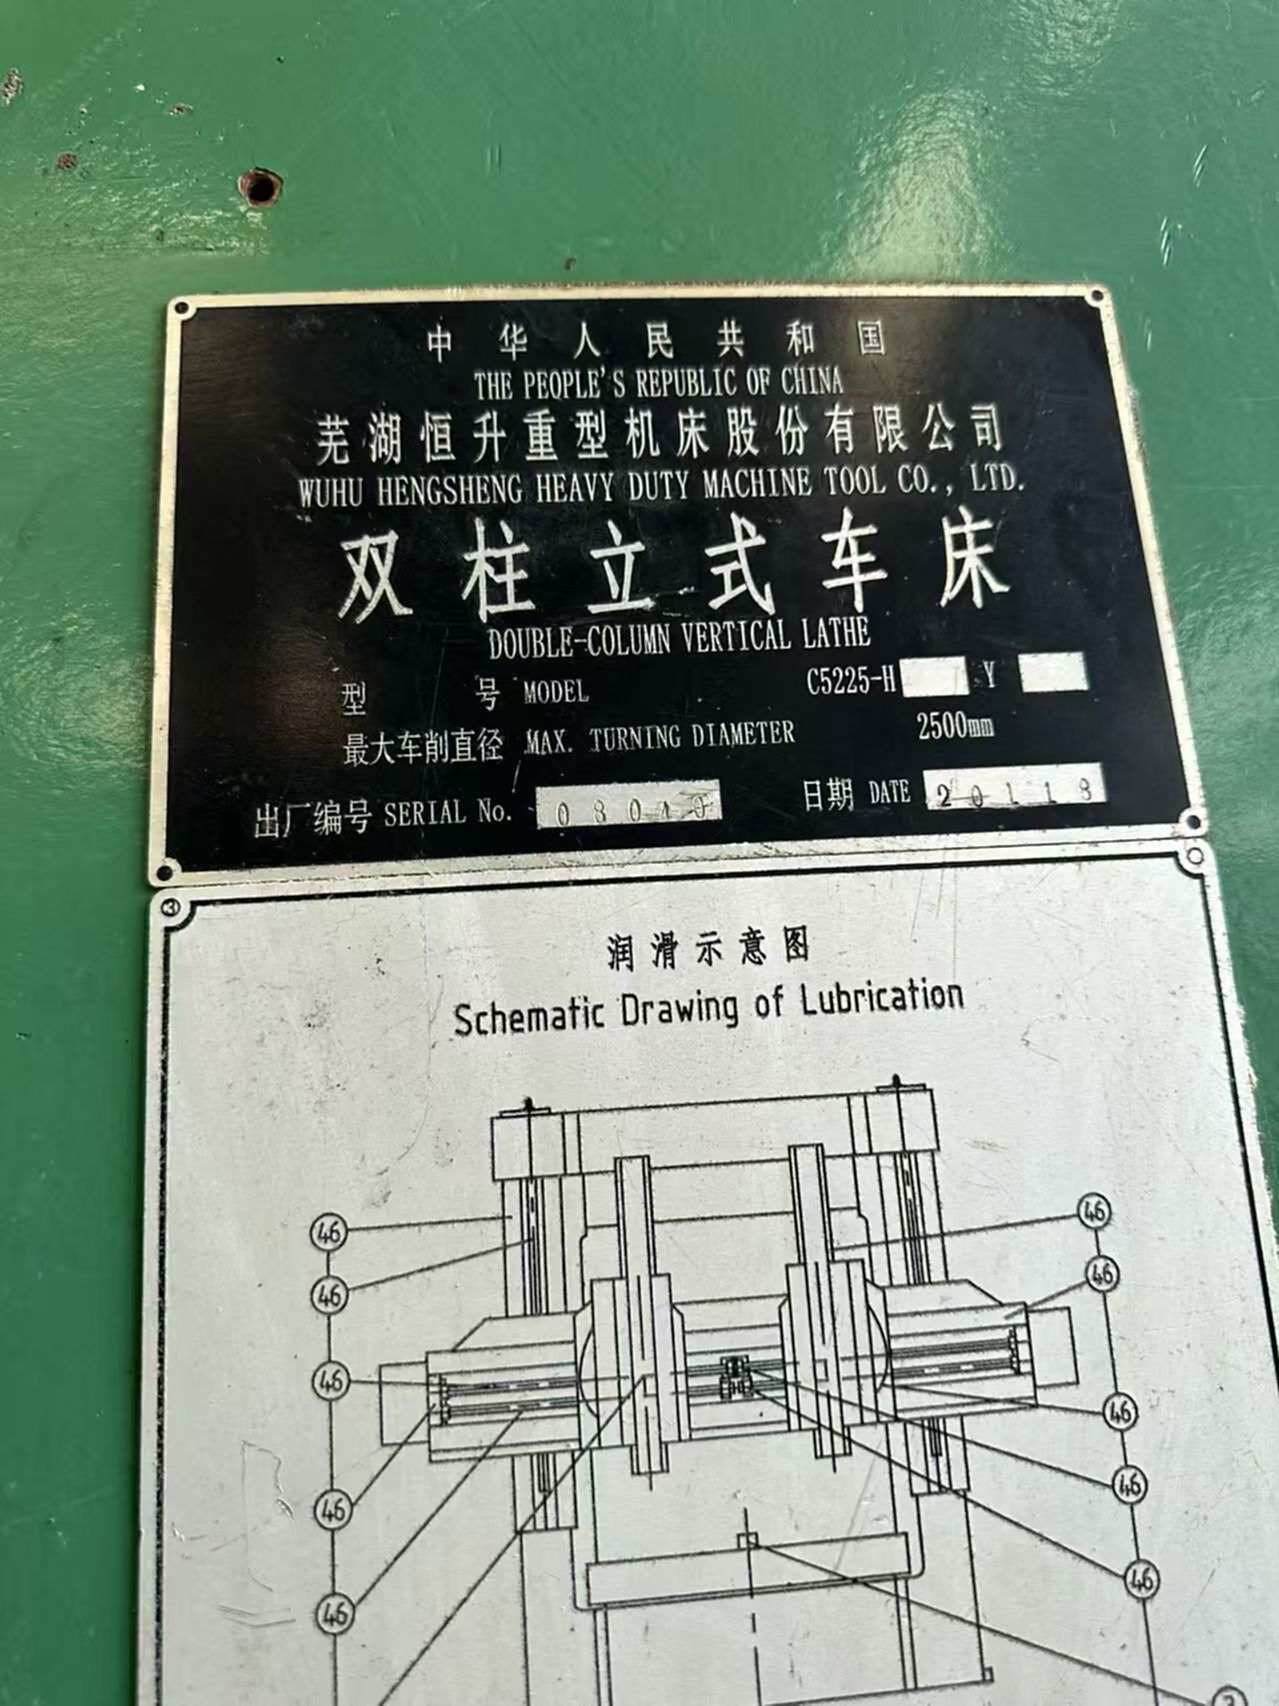 中华人民共和国
THE PEOPLE'S REPUBLIC OF CHINA
芜湖恒升重型机床股份有限公司
WUHU HENGSHENG HEAVY DUTY MACHINE TOOL CO., LTD.
双柱立式车床
DOUBLE-COLUMN VERTICAL LATHE
型号 MODEL C5225-H Y
最大车削直径 MAX. TURNING DIAMETER 2500mm
出厂编号 SERIAL No. 08040 日期 DATE
润滑示意图
Schematic Drawing of Lubrication
46 46
46 46
46 46
46 46
46 46